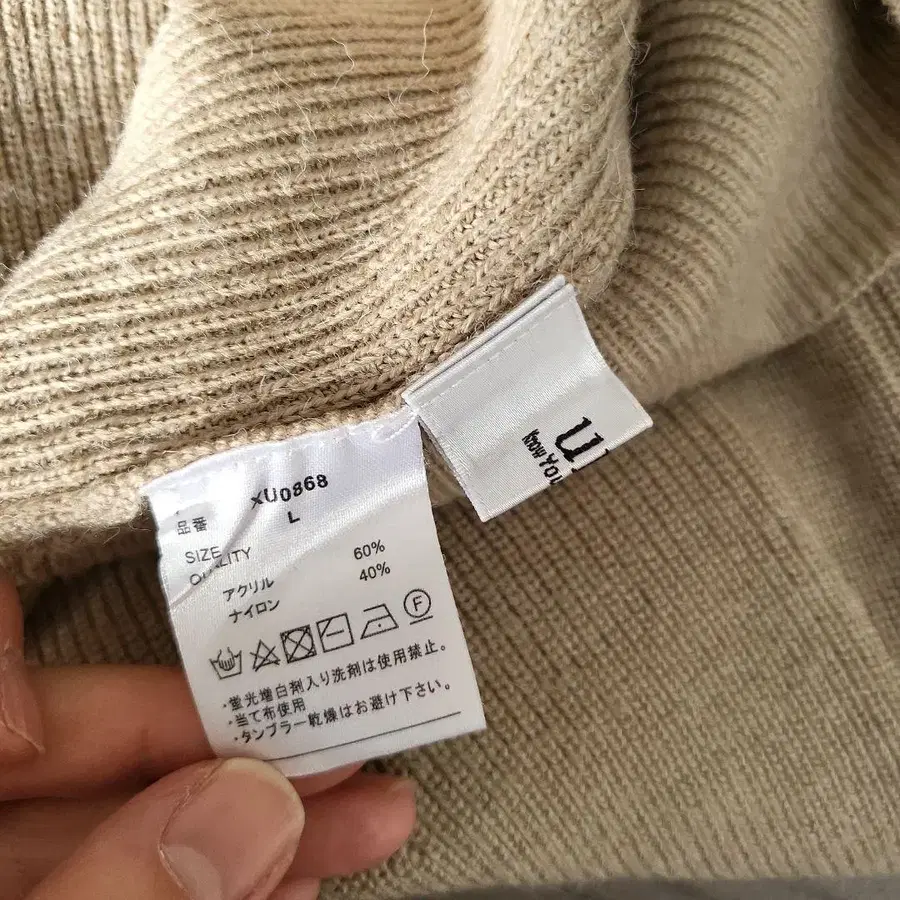 品番 XU0868
SIZE L
QUALITY
アクリル 60%
ナイロン 40%
F
・蛍光増白剤入り洗剤は使用禁止。
・当て布使用
・タンブラー乾燥はお避け下さい。
KNOW YOU